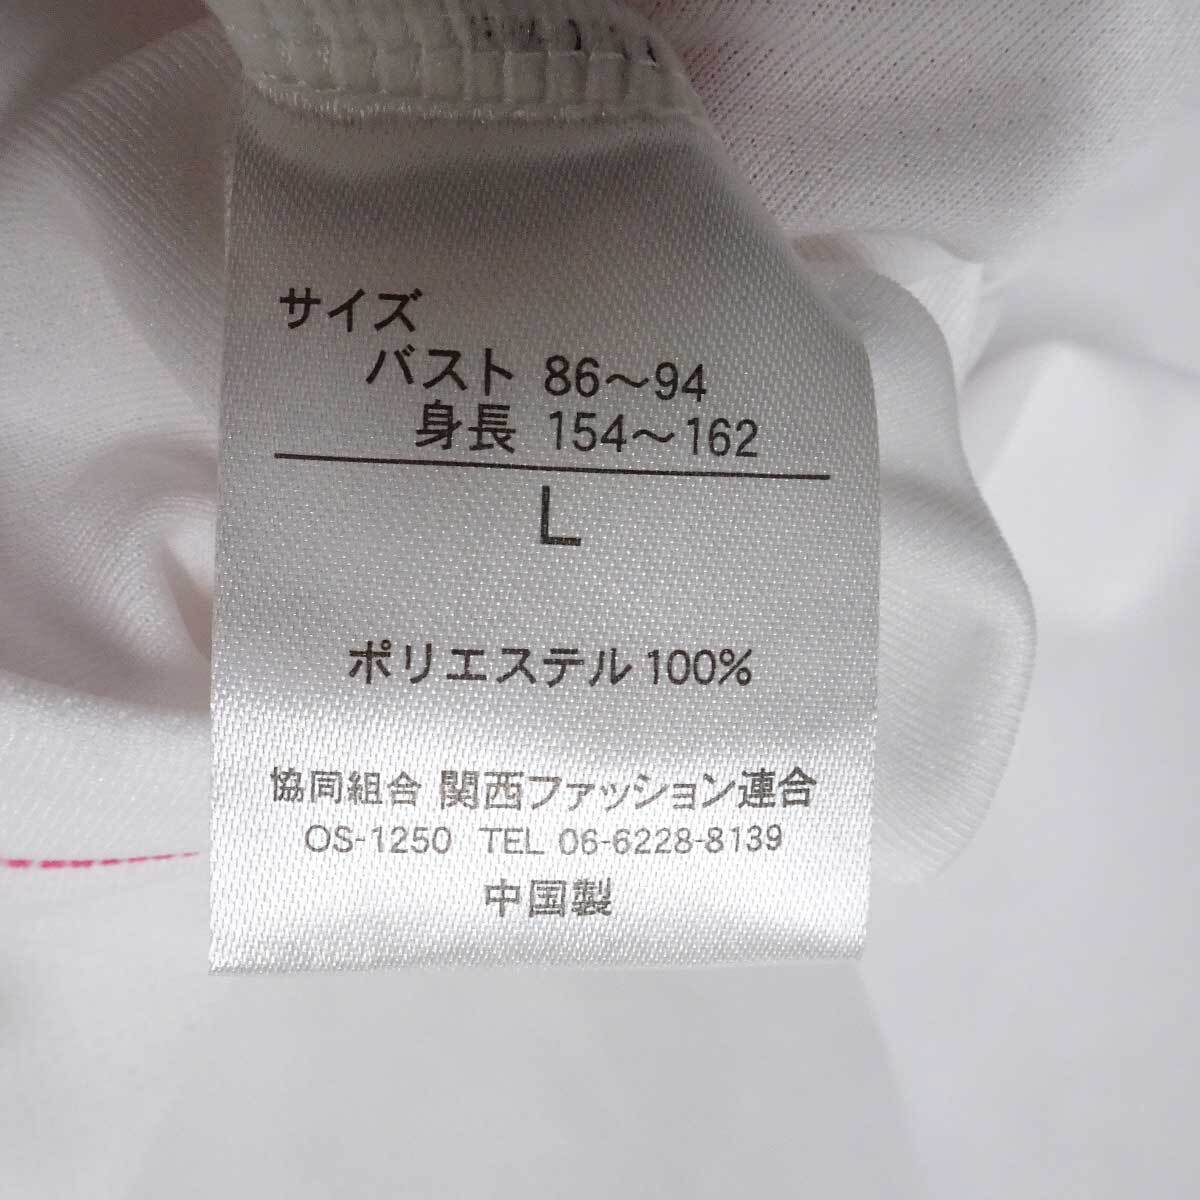 サイズ
バスト 86～94
身長 154～162
L
ポリエステル 100%
協同組合 関西ファッション連合
OS-1250 TEL 06-6228-8139
中国製